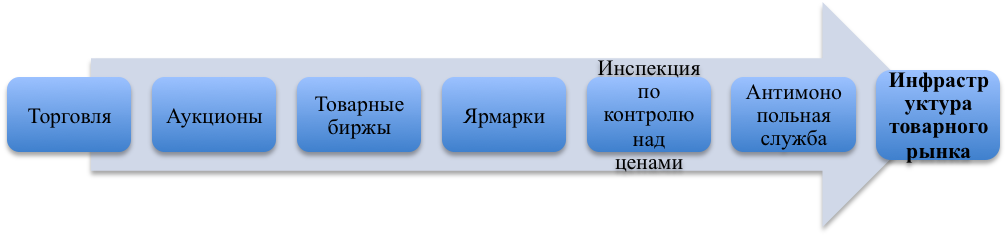 Торговля
Аукционы
Товарные
биржы
Ярмарки
Инспекция
по
контролю
над
ценами
Антимоно
польная
служба
Инфрастр
уктура
товарного
рынка